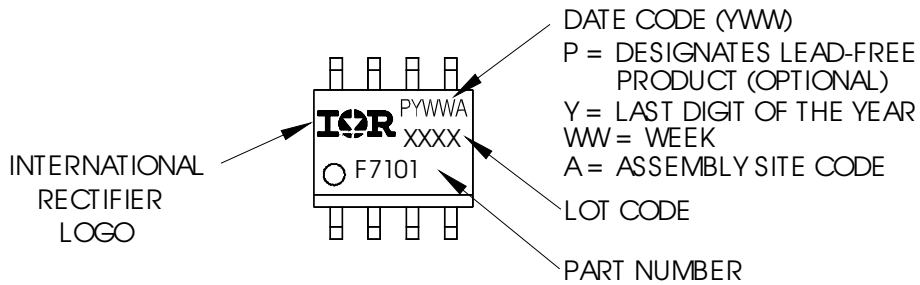 DATE CODE (YWW)
P = DESIGNATES LEAD-FREE
PRODUCT (OPTIONAL)
Y = LAST DIGIT OF THE YEAR
WW = WEEK
A = ASSEMBLY SITE CODE
LOT CODE
PART NUMBER
INTERNATIONAL
RECTIFIER
LOGO
IOR
PYWWA
XXXX
F7101